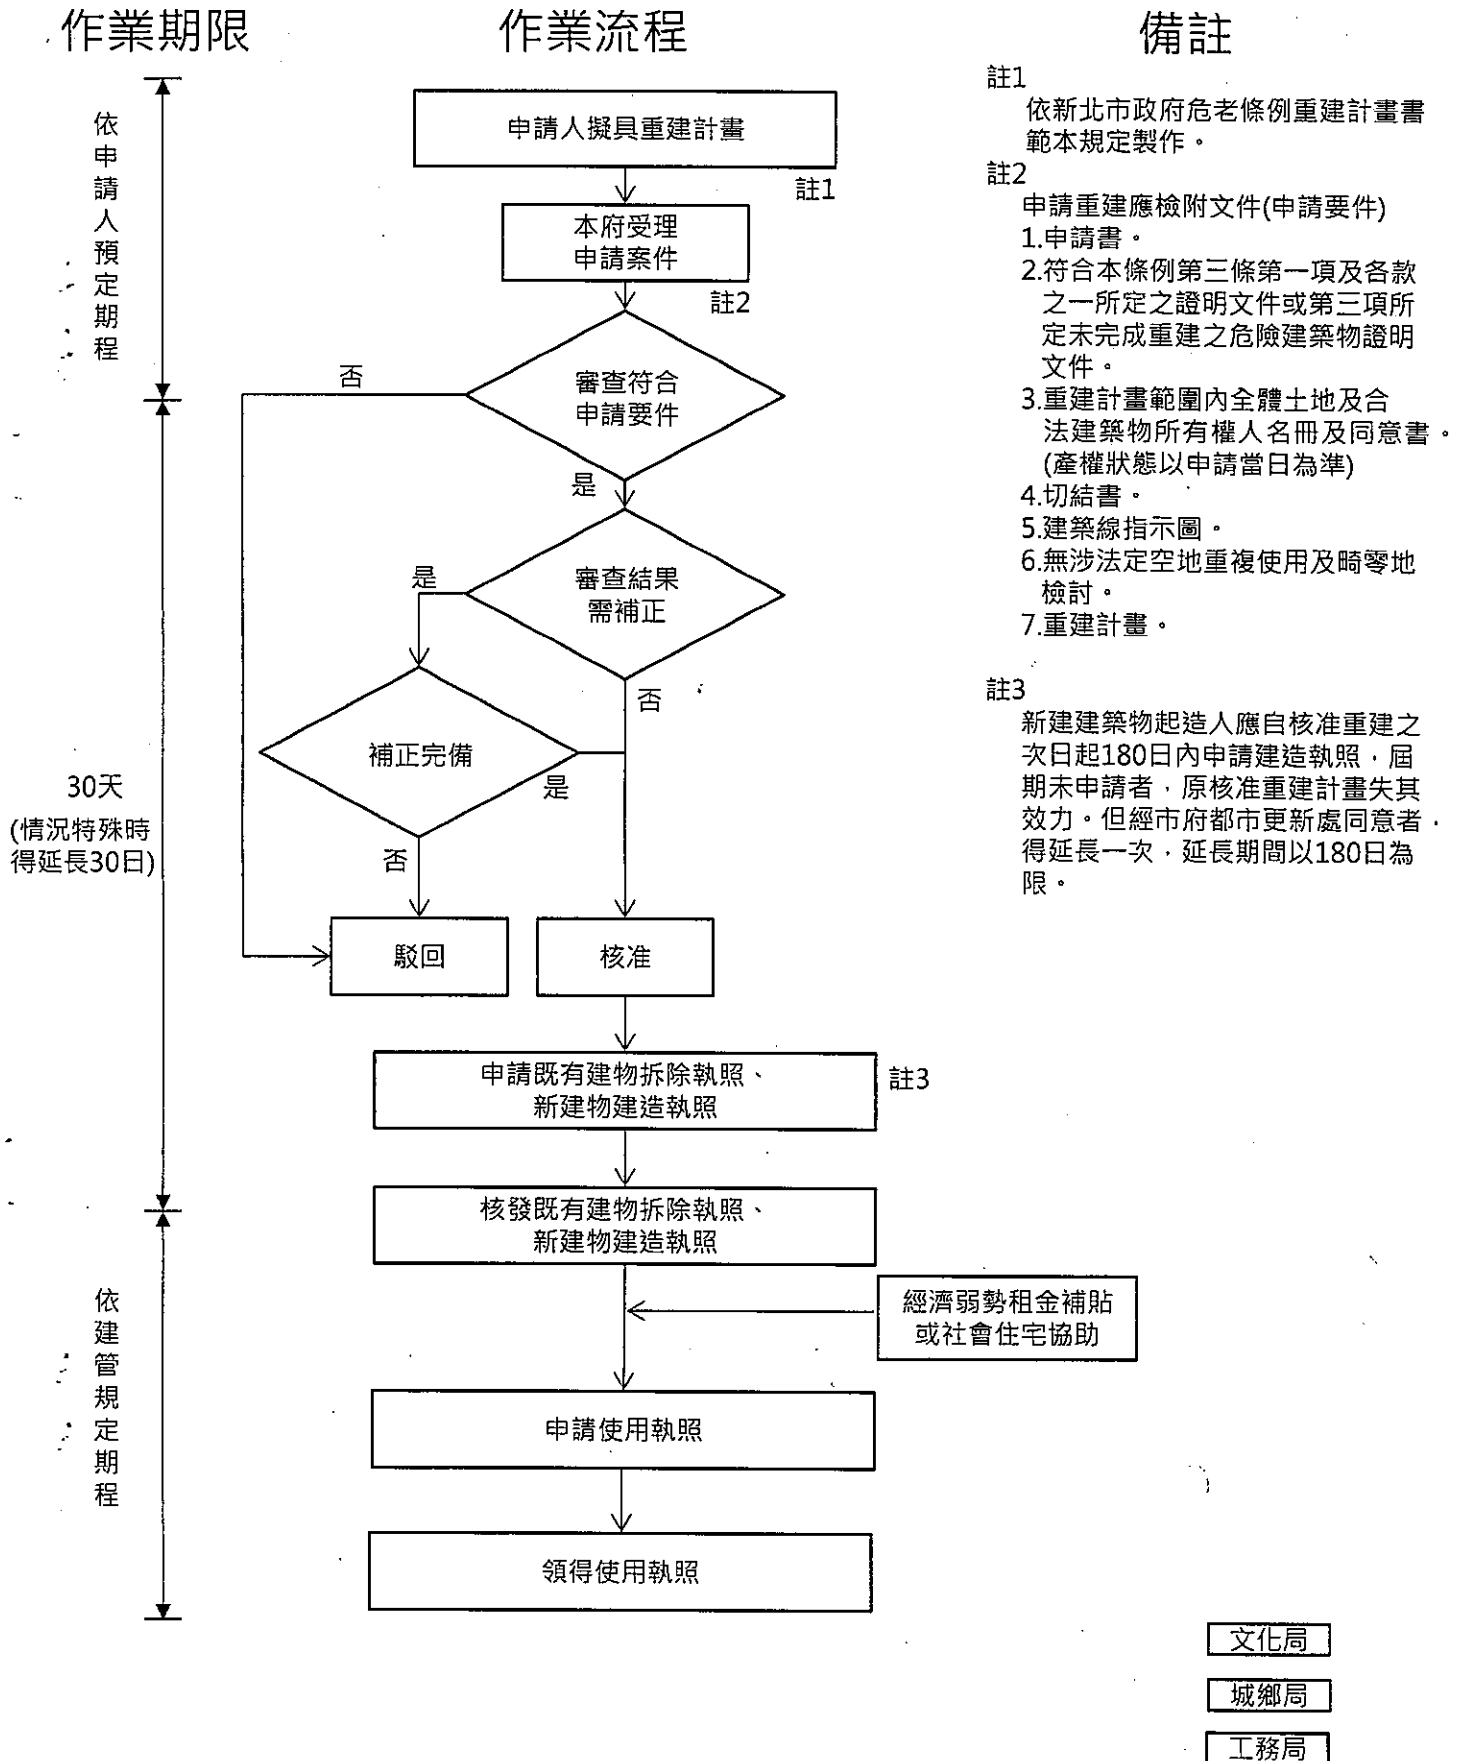 作業期限
作業流程
備註
依申請人預定期程
30天
(情況特殊時
得延長30日)
依建管規定期程
申請人擬具重建計畫
註1
本府受理
申請案件
註2
審查符合
申請要件
否
是
審查結果
需補正
是
否
補正完備
是
否
駁回
核准
申請既有建物拆除執照、
新建物建造執照
註3
核發既有建物拆除執照、
新建物建造執照
經濟弱勢租金補貼
或社會住宅協助
申請使用執照
領得使用執照
註1
依新北市政府危老條例重建計畫書
範本規定製作。
註2
申請重建應檢附文件(申請要件)
1.申請書。
2.符合本條例第三條第一項及各款
之一所定之證明文件或第三項所
定未完成重建之危險建築物證明
文件。
3.重建計畫範圍內全體土地及合
法建築物所有權人名冊及同意書。
(產權狀態以申請當日為準)
4.切結書。
5.建築線指示圖。
6.無涉法定空地重複使用及畸零地
檢討。
7.重建計畫。
註3
新建建築物起造人應自核准重建之
次日起180日內申請建造執照，屆
期未申請者，原核准重建計畫失其
效力。但經市府都市更新處同意者，
得延長一次，延長期間以180日為
限。
文化局
城鄉局
工務局